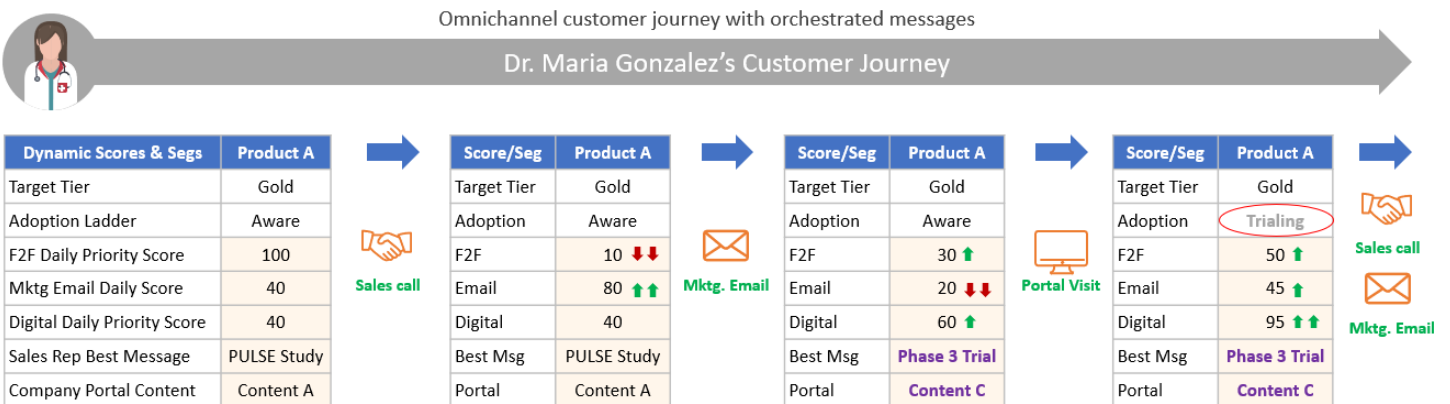 Omnichannel customer journey with orchestrated messages
Dr. Maria Gonzalez's Customer Journey
Dynamic Scores & Segs Product A
Target Tier Gold
Adoption Ladder Aware
F2F Daily Priority Score 100
Mktg Email Daily Score 40
Digital Daily Priority Score 40
Sales Rep Best Message PULSE Study
Company Portal Content Content A
Sales call
Score/Seg Product A
Target Tier Gold
Adoption Aware
F2F 10
Email 80
Digital 40
Best Msg PULSE Study
Portal Content A
Mktg. Email
Score/Seg Product A
Target Tier Gold
Adoption Aware
F2F 30
Email 20
Digital 60
Best Msg Phase 3 Trial
Portal Content C
Portal Visit
Score/Seg Product A
Target Tier Gold
Adoption Trialing
F2F 50
Email 45
Digital 95
Best Msg Phase 3 Trial
Portal Content C
Sales call
Mktg. Email